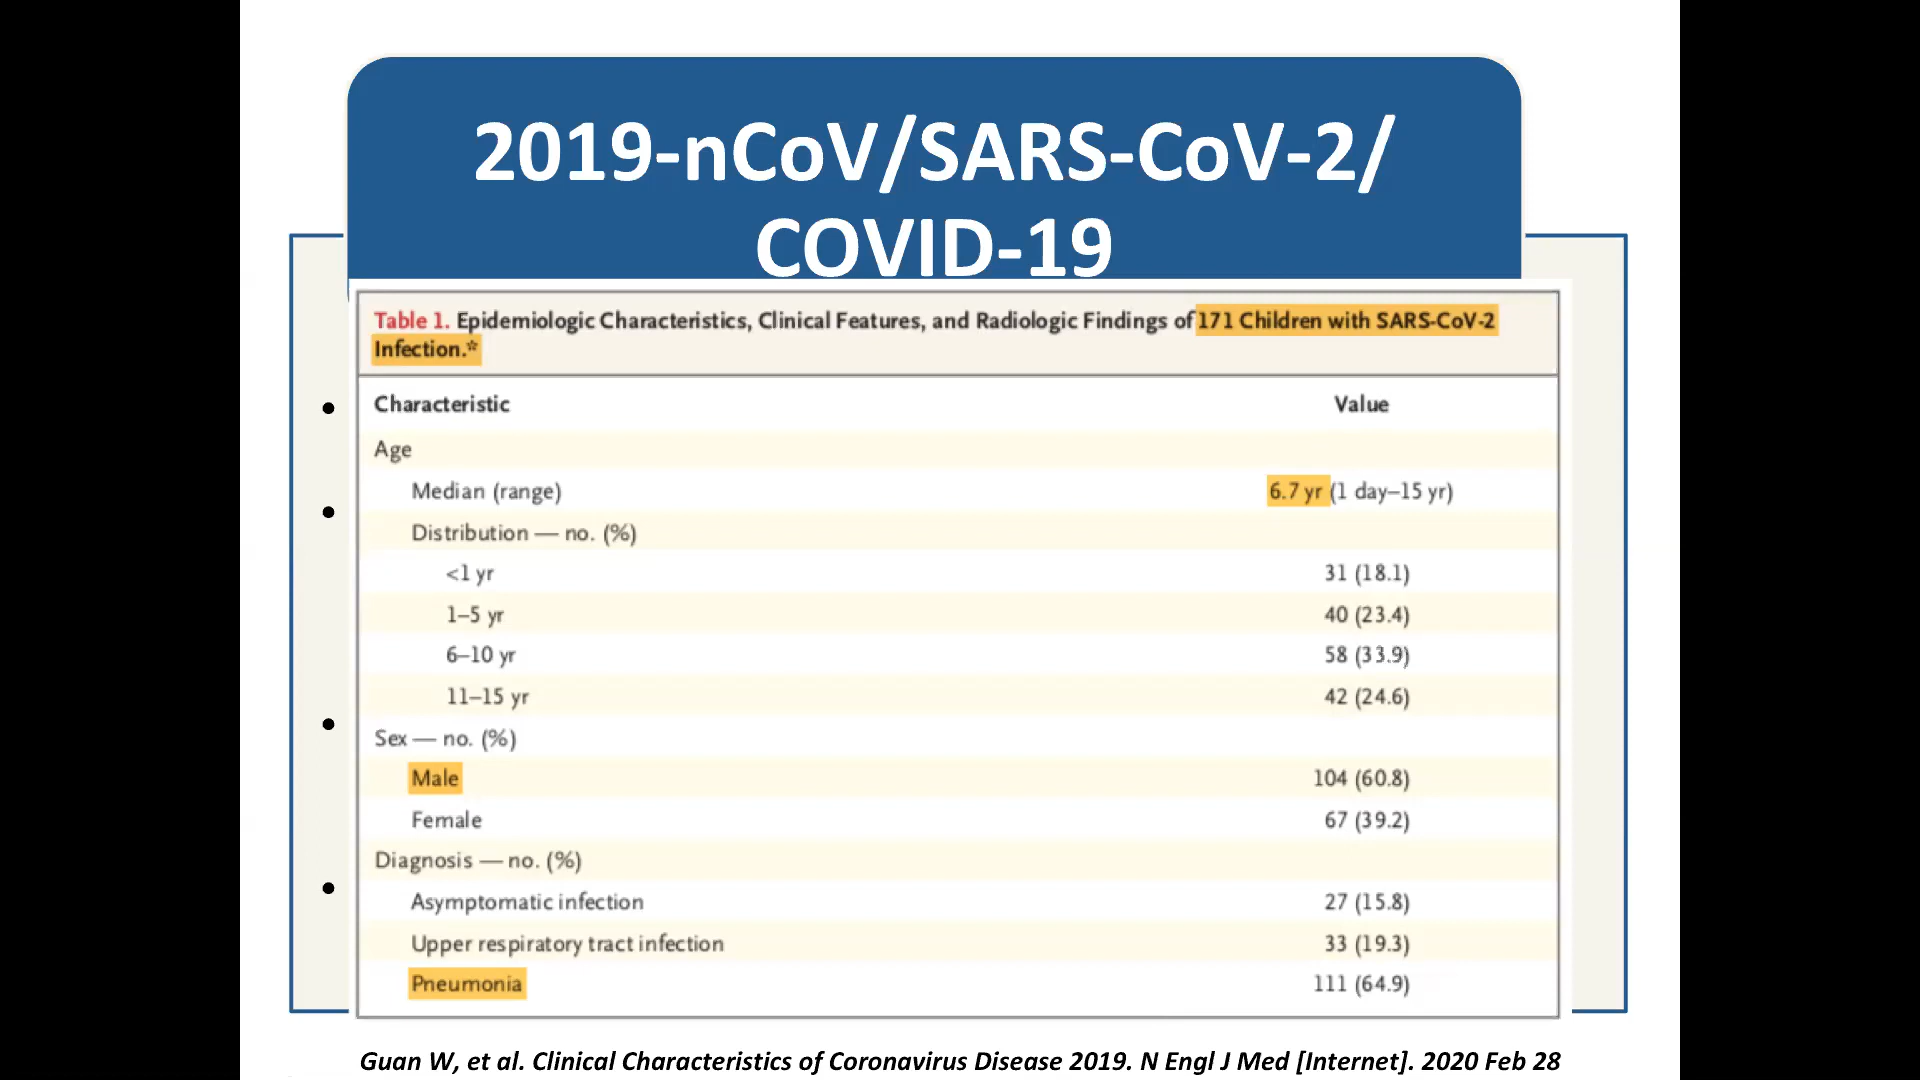 2019-nCoV/SARS-CoV-2/
COVID-19
Table 1. Epidemiologic Characteristics, Clinical Features, and Radiologic Findings of 171 Children with SARS-CoV-2
Infection.*
Characteristic Value
Age
Median (range) 6.7 yr (1 day–15 yr)
Distribution — no. (%)
<1 yr 31 (18.1)
1–5 yr 40 (23.4)
6–10 yr 58 (33.9)
11–15 yr 42 (24.6)
Sex — no. (%)
Male 104 (60.8)
Female 67 (39.2)
Diagnosis — no. (%)
Asymptomatic infection 27 (15.8)
Upper respiratory tract infection 33 (19.3)
Pneumonia 111 (64.9)
Guan W, et al. Clinical Characteristics of Coronavirus Disease 2019. N Engl J Med [Internet]. 2020 Feb 28